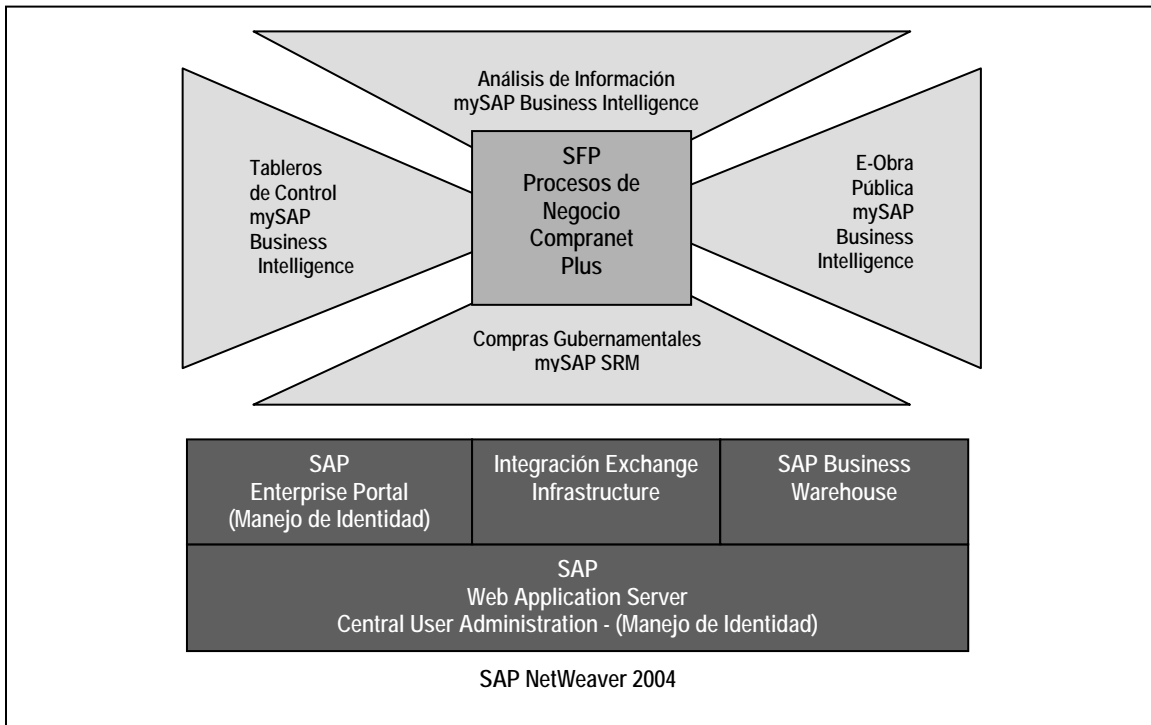 Análisis de Información
mySAP Business Intelligence
Tableros
de Control
mySAP
Business
Intelligence
SFP
Procesos de
Negocio
Compranet
Plus
E-Obra
Pública
mySAP
Business
Intelligence
Compras Gubernamentales
mySAP SRM
SAP
Enterprise Portal
(Manejo de Identidad)
Integración Exchange
Infrastructure
SAP Business
Warehouse
SAP
Web Application Server
Central User Administration - (Manejo de Identidad)
SAP NetWeaver 2004